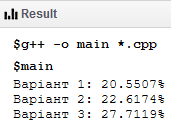 Result
$g++ -o main *.cpp
$main
Варіант 1: 20.5507%
Варіант 2: 22.6174%
Варіант 3: 27.7119%